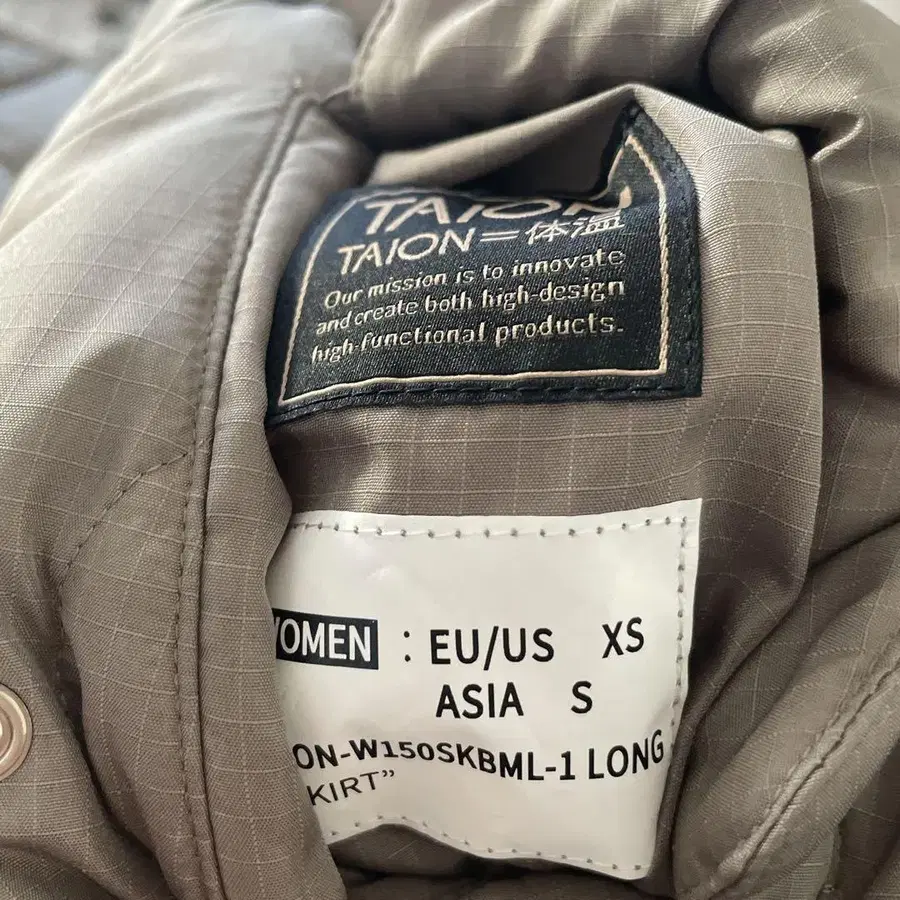 TAION
TAION=体温
Our mission is to innovate
and create both high-design
high-functional products.
WOMEN : EU/US XS
ASIA S
ON-W150SKBML-1 LONG
KIRT”